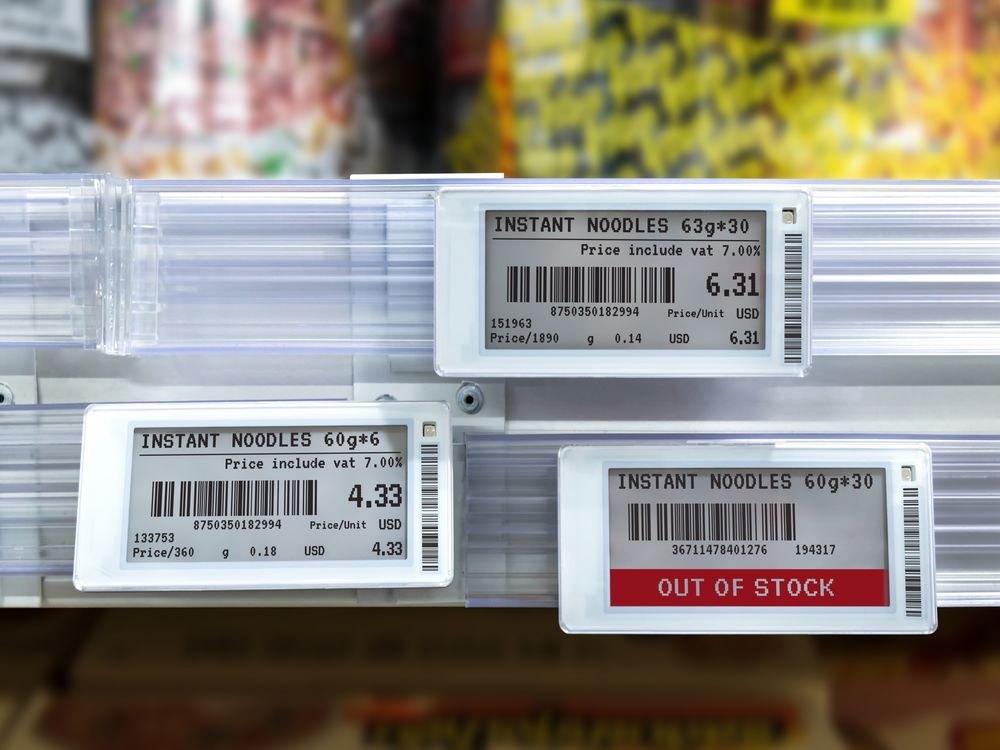 INSTANT NOODLES 63g*30
Price include vat 7.00%
6.31
8750350182994 Price/Unit USD
151963
Price/1890 g 0.14 USD 6.31
INSTANT NOODLES 60g*6
Price include vat 7.00%
4.33
8750350182994 Price/Unit USD
133753
Price/360 g 0.18 USD 4.33
INSTANT NOODLES 60g*30
36711478401276 194317
OUT OF STOCK